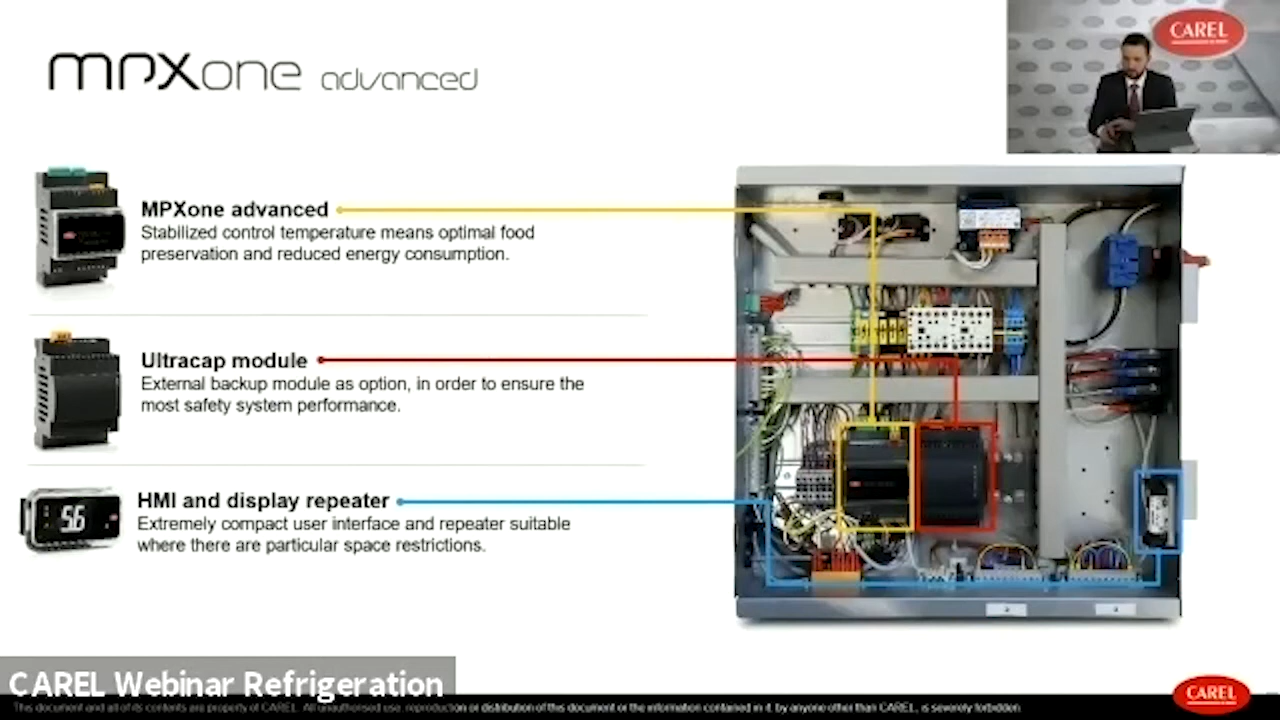 MPXone advanced
CAREL
MPXone advanced
Stabilized control temperature means optimal food
preservation and reduced energy consumption.
Ultracap module
External backup module as option, in order to ensure the
most safety system performance.
HMI and display repeater
Extremely compact user interface and repeater suitable
where there are particular space restrictions.
5.6
CAREL Webinar Refrigeration
CAREL
This document and all of its contents are property of CAREL. All unauthorised use, reproduction or distribution of this document or the information contained in it, by anyone other than CAREL, is severely forbidden.